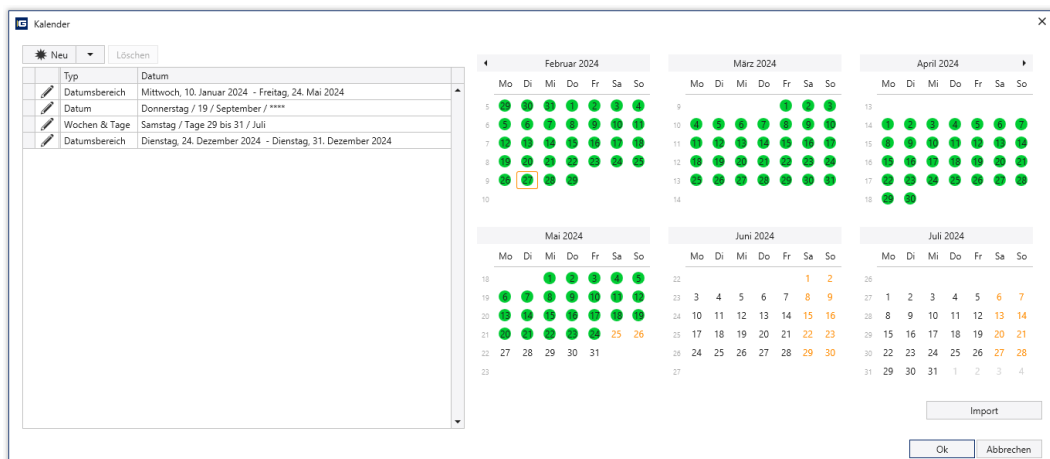 Kalender
Neu Löschen
Typ Datum
Datumsbereich Mittwoch, 10. Januar 2024 - Freitag, 24. Mai 2024
Datum Donnerstag / 19 / September / ****
Wochen & Tage Samstag / Tage 29 bis 31 / Juli
Datumsbereich Dienstag, 24. Dezember 2024 - Dienstag, 31. Dezember 2024
Februar 2024
Mo Di Mi Do Fr Sa So
5 29 30 31 1 2 3 4
6 5 6 7 8 9 10 11
7 12 13 14 15 16 17 18
8 19 20 21 22 23 24 25
9 26 27 28 29
10
März 2024
Mo Di Mi Do Fr Sa So
9 1 2 3
10 4 5 6 7 8 9 10
11 11 12 13 14 15 16 17
12 18 19 20 21 22 23 24
13 25 26 27 28 29 30 31
14
April 2024
Mo Di Mi Do Fr Sa So
13
14 1 2 3 4 5 6 7
15 8 9 10 11 12 13 14
16 15 16 17 18 19 20 21
17 22 23 24 25 26 27 28
18 29 30
Mai 2024
Mo Di Mi Do Fr Sa So
18 1 2 3 4 5
19 6 7 8 9 10 11 12
20 13 14 15 16 17 18 19
21 20 21 22 23 24 25 26
22 27 28 29 30 31
23
Juni 2024
Mo Di Mi Do Fr Sa So
22 1 2
23 3 4 5 6 7 8 9
24 10 11 12 13 14 15 16
25 17 18 19 20 21 22 23
26 24 25 26 27 28 29 30
27
Juli 2024
Mo Di Mi Do Fr Sa So
26
27 1 2 3 4 5 6 7
28 8 9 10 11 12 13 14
29 15 16 17 18 19 20 21
30 22 23 24 25 26 27 28
31 29 30 31 1 2 3 4
Import
Ok Abbrechen